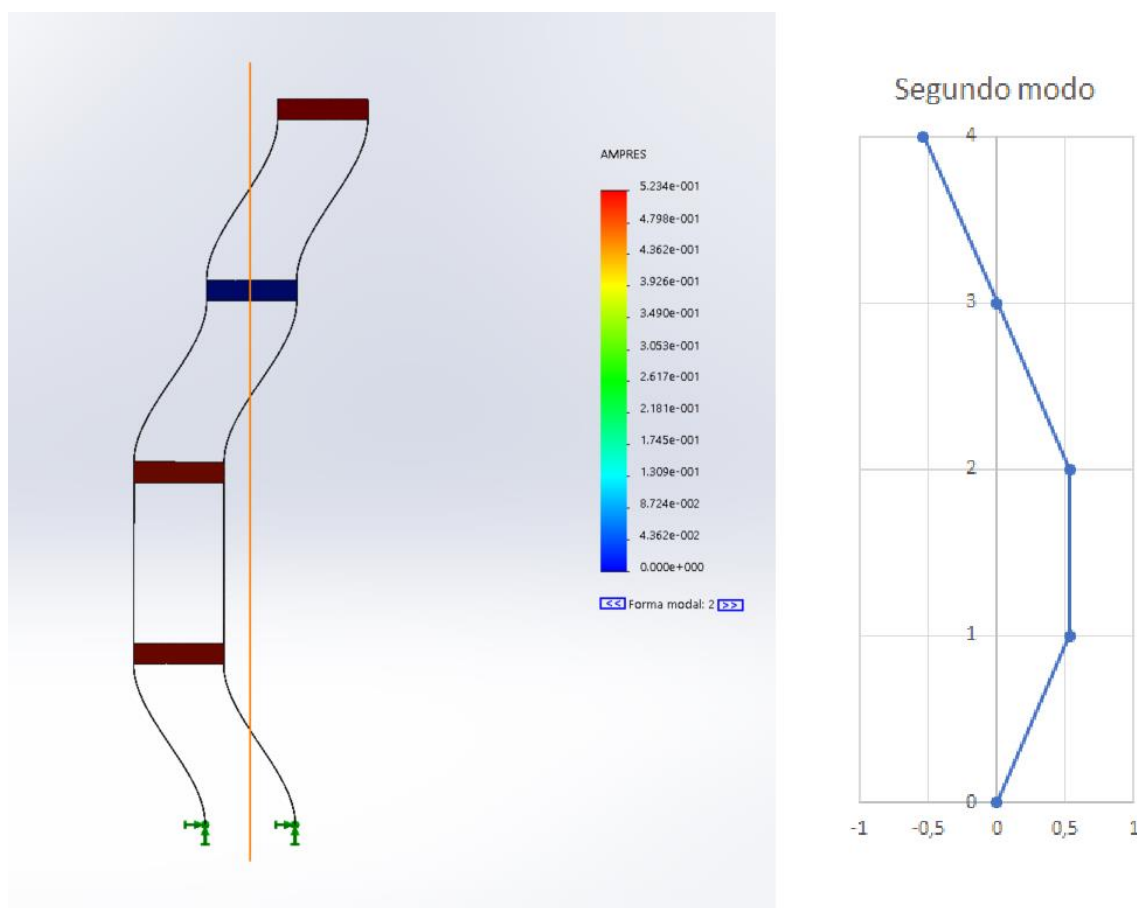 AMPRES
5.234e-001
4.798e-001
4.362e-001
3.926e-001
3.490e-001
3.053e-001
2.617e-001
2.181e-001
1.745e-001
1.309e-001
8.724e-002
4.362e-002
0.000e+000
<< Forma modal: 2 >>
Segundo modo
4
3
2
1
0
-1 -0,5 0 0,5 1